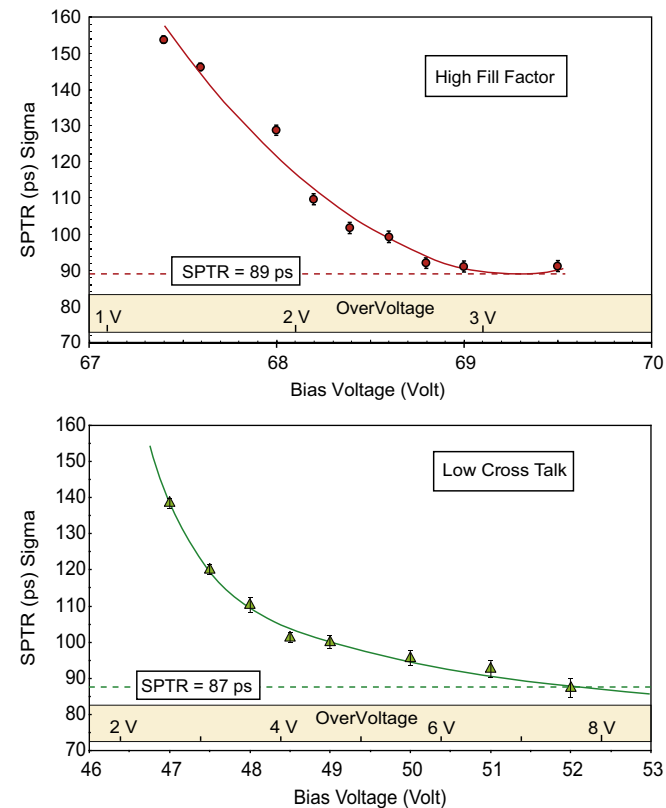 160
150
140
130
120
110
100
90
80
70
SPTR (ps) Sigma
High Fill Factor
SPTR = 89 ps
OverVoltage
1 V 2 V 3 V
67 68 69 70
Bias Voltage (Volt)
160
150
140
130
120
110
100
90
80
70
SPTR (ps) Sigma
Low Cross Talk
SPTR = 87 ps
OverVoltage
2 V 4 V 6 V 8 V
46 47 48 49 50 51 52 53
Bias Voltage (Volt)